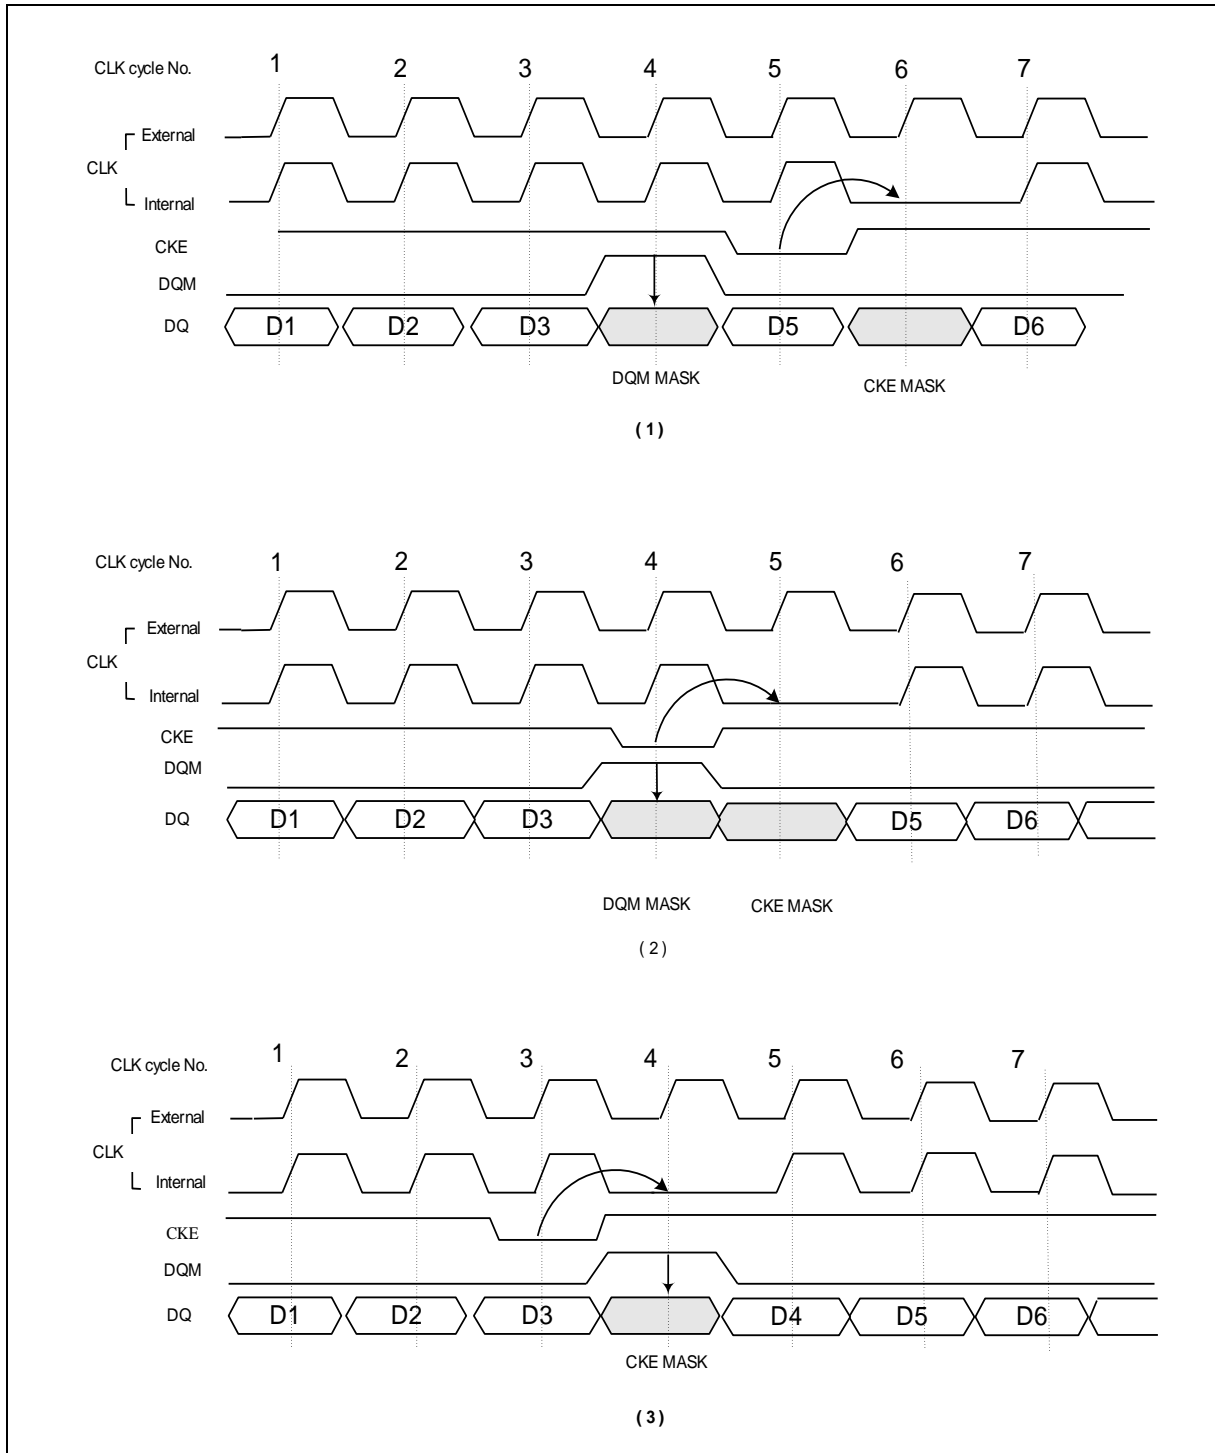 CLK cycle No. 1 2 3 4 5 6 7
External
CLK
Internal
CKE
DQM
DQ D1 D2 D3 D5 D6
DQM MASK CKE MASK
( 1 )
CLK cycle No. 1 2 3 4 5 6 7
External
CLK
Internal
CKE
DQM
DQ D1 D2 D3 D5 D6
DQM MASK CKE MASK
( 2 )
CLK cycle No. 1 2 3 4 5 6 7
External
CLK
Internal
CKE
DQM
DQ D1 D2 D3 D4 D5 D6
CKE MASK
( 3 )